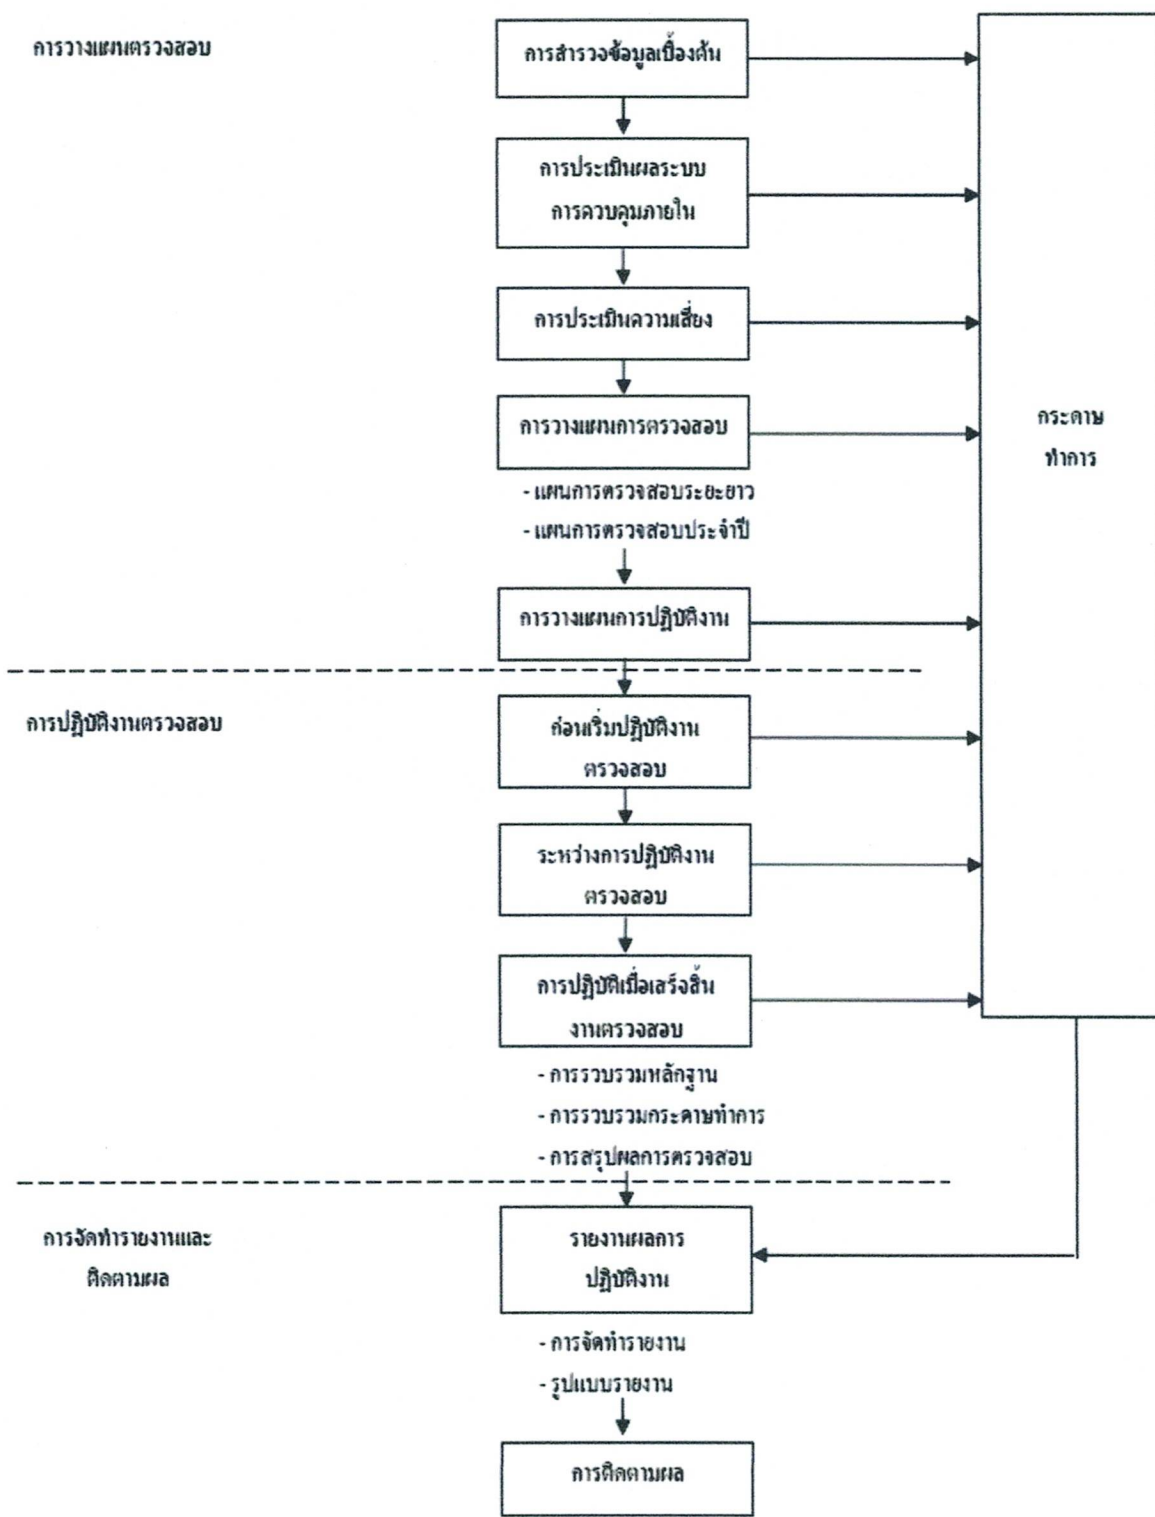 การวางแผนตรวจสอบ
การสำรวจข้อมูลเบื้องต้น
การประเมินผลระบบ
การควบคุมภายใน
การประเมินความเสี่ยง
การวางแผนการตรวจสอบ
- แผนการตรวจสอบระยะยาว
- แผนการตรวจสอบประจำปี
การวางแผนการปฏิบัติงาน
กระดาษ
ทำการ
การปฏิบัติงานตรวจสอบ
ก่อนเริ่มปฏิบัติงาน
ตรวจสอบ
ระหว่างการปฏิบัติงาน
ตรวจสอบ
การปฏิบัติเมื่อเสร็จสิ้น
งานตรวจสอบ
- การรวบรวมหลักฐาน
- การรวบรวมกระดาษทำการ
- การสรุปผลการตรวจสอบ
การจัดทำรายงานและ
ติดตามผล
รายงานผลการ
ปฏิบัติงาน
- การจัดทำรายงาน
- รูปแบบรายงาน
การติดตามผล